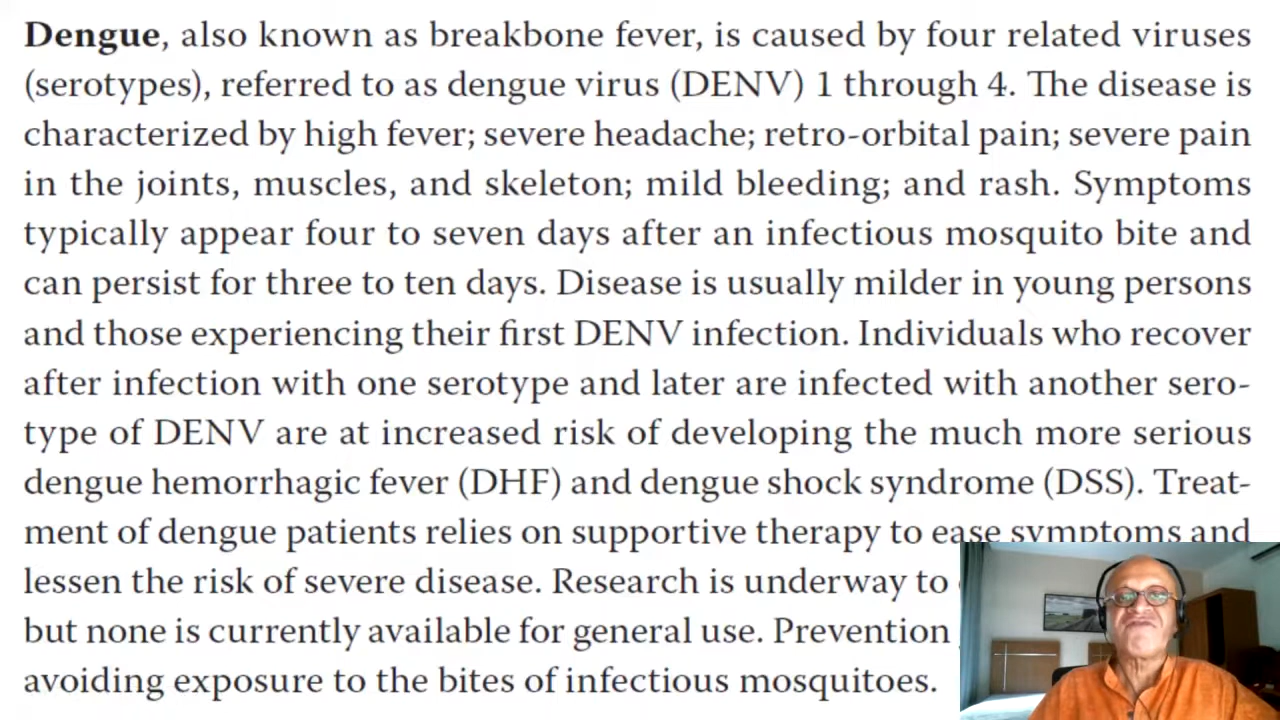 Dengue, also known as breakbone fever, is caused by four related viruses
(serotypes), referred to as dengue virus (DENV) 1 through 4. The disease is
characterized by high fever; severe headache; retro-orbital pain; severe pain
in the joints, muscles, and skeleton; mild bleeding; and rash. Symptoms
typically appear four to seven days after an infectious mosquito bite and
can persist for three to ten days. Disease is usually milder in young persons
and those experiencing their first DENV infection. Individuals who recover
after infection with one serotype and later are infected with another sero-
type of DENV are at increased risk of developing the much more serious
dengue hemorrhagic fever (DHF) and dengue shock syndrome (DSS). Treat-
ment of dengue patients relies on supportive therapy to ease symptoms and
lessen the risk of severe disease. Research is underway to
but none is currently available for general use. Prevention
avoiding exposure to the bites of infectious mosquitoes.